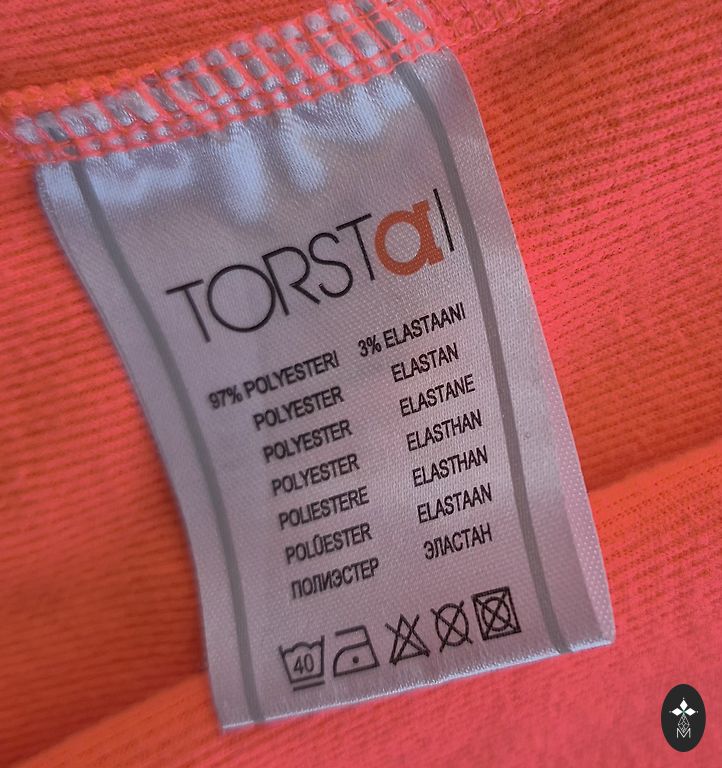 TORSTaI
97% POLYESTERI 3% ELASTAANI
POLYESTER ELASTAN
POLYESTER ELASTANE
POLYESTER ELASTHAN
POLIESTERE ELASTHAN
POLÜESTER ELASTAAN
ПОЛИЭСТЕР ЭЛАСТАН
40
M